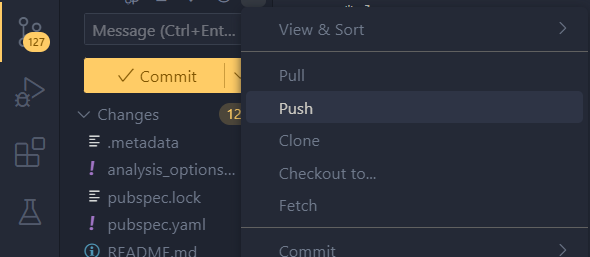 127
Message (Ctrl+Ent...
Commit
Changes
12
.metadata
analysis_options...
pubspec.lock
pubspec.yaml
README.md
View & Sort
Pull
Push
Clone
Checkout to...
Fetch
Commit